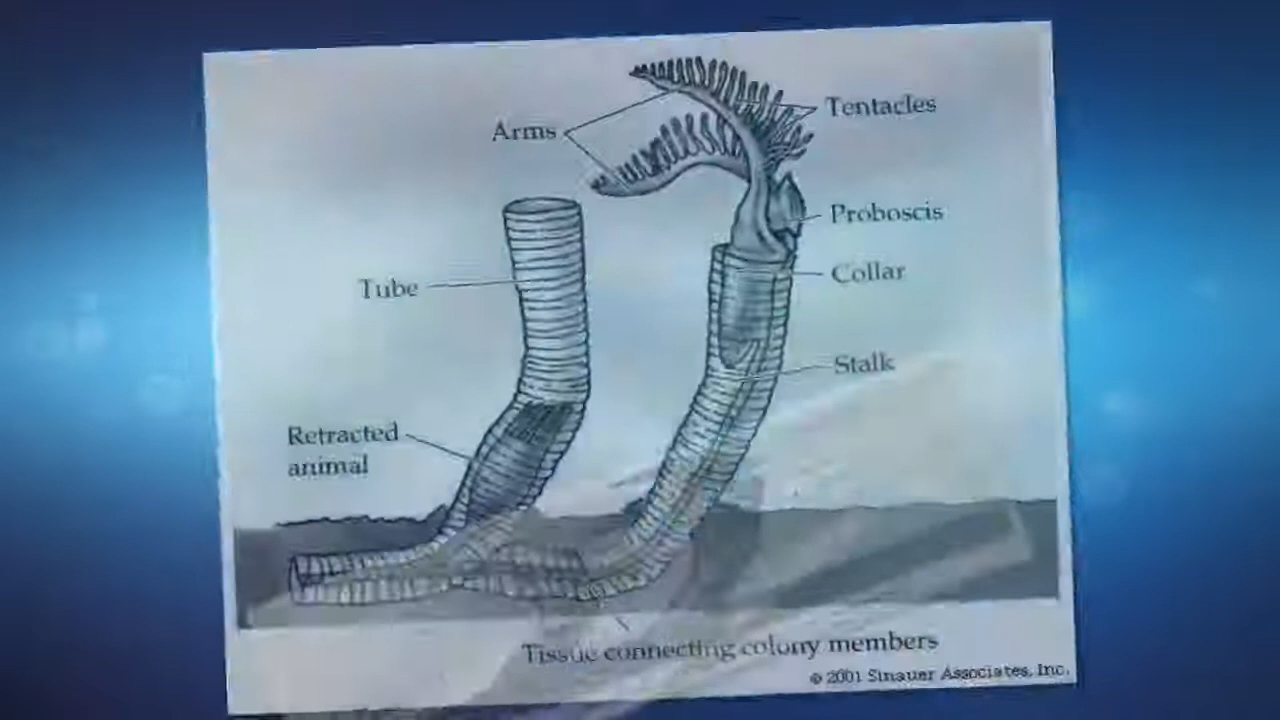 Arms
Tentacles
Proboscis
Tube
Collar
Stalk
Retracted
animal
Tissue connecting colony members
© 2001 Sinauer Associates, Inc.